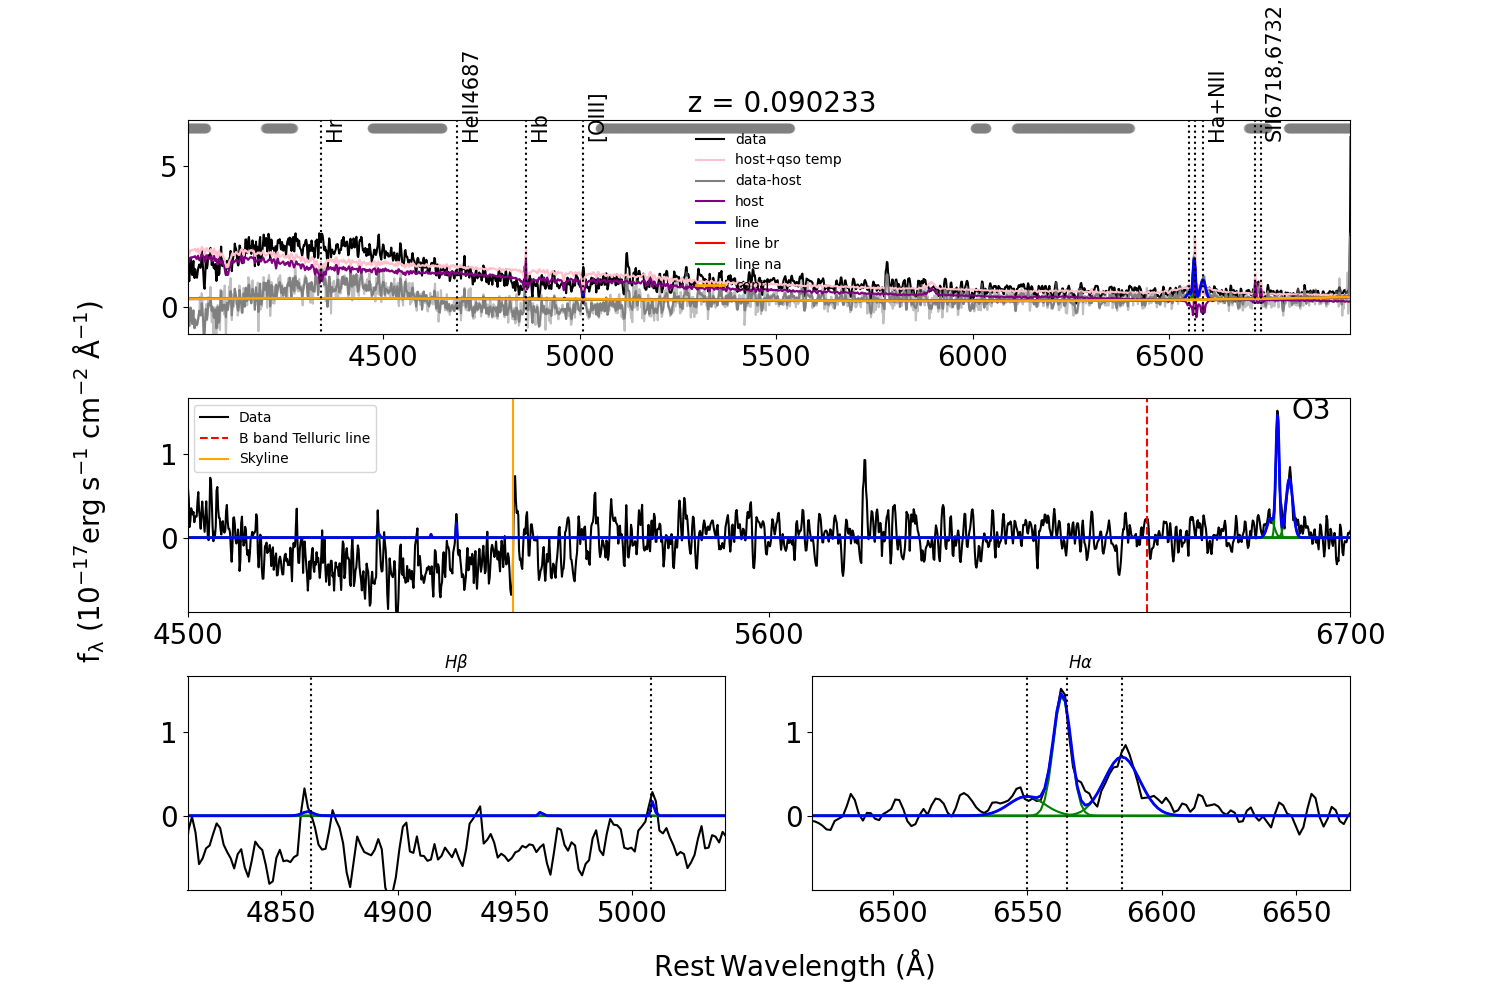 z = 0.090233
Hr
HeII4687
Hb
[OIII]
Ha+NII
SII6718,6732
data
host+qso temp
data-host
host
line
line br
line na
5
0
4500 5000 5500 6000 6500
Data
B band Telluric line
Skyline
O3
1
0
4500 5600 6700
fλ (10−17erg s−1 cm−2 Å−1)
Hβ
1
0
4850 4900 4950 5000
Hα
1
0
6500 6550 6600 6650
Rest Wavelength (Å)